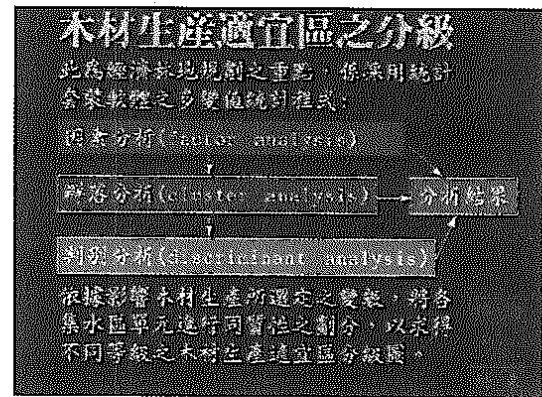 木材生產適宜區之分級
此為經濟林地規劃之重點，係採用統計
套裝軟體之多變值統計程式：
因素分析(factor analysis)
群落分析(cluster analysis)
分析結果
判別分析(discriminant analysis)
依據影響木材生產所選定之變數，將各
集水區單元進行同質性之劃分，以求得
不同等級之木材生產適宜區分級圖。